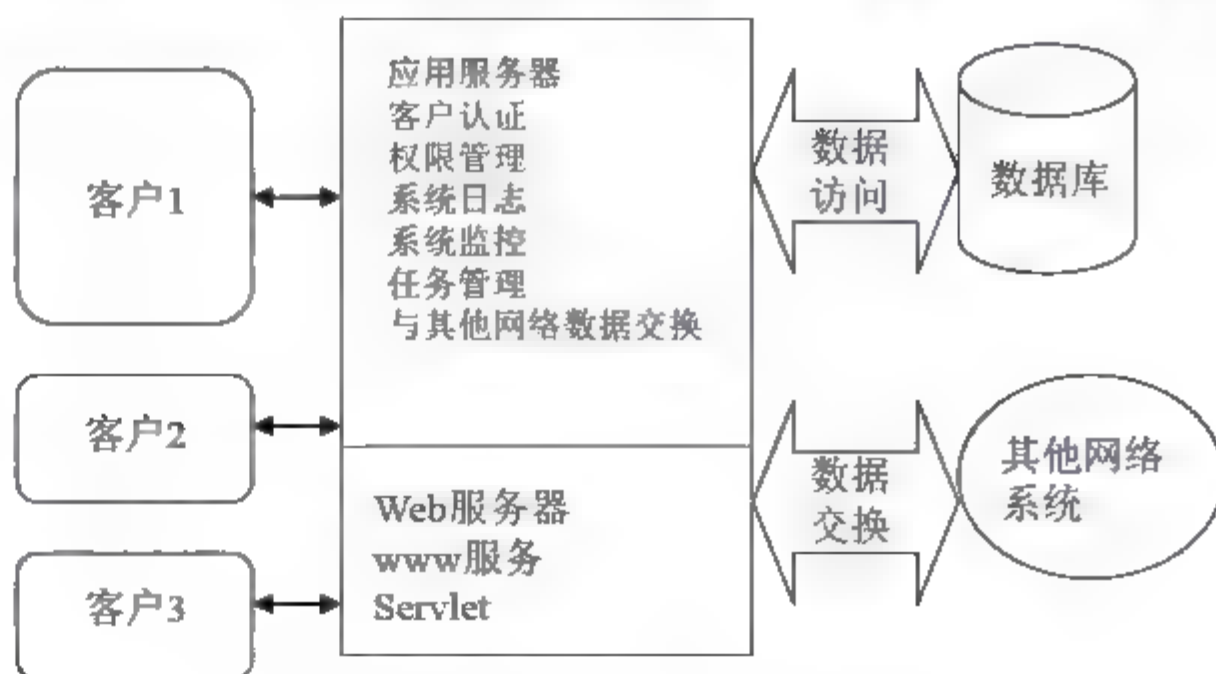 客户1
客户2
客户3
应用服务器
客户认证
权限管理
系统日志
系统监控
任务管理
与其他网络数据交换
Web服务器
www服务
Servlet
数据
访问
数据库
数据
交换
其他网络
系统